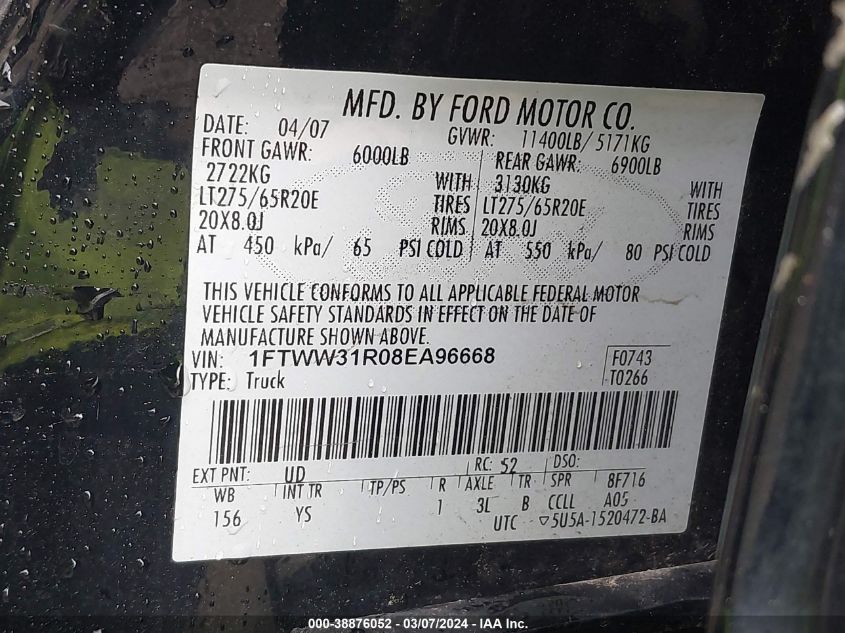 MFD. BY FORD MOTOR CO.
DATE: 04/07 GVWR: 11400LB/ 5171KG
FRONT GAWR: 6000LB REAR GAWR: 6900LB
2722KG WITH 3130KG WITH
LT275/65R20E TIRES LT275/65R20E TIRES
20X8.0J RIMS 20X8.0J RIMS
AT 450 kPa/ 65 PSI COLD AT 550 kPa/ 80 PSI COLD
THIS VEHICLE CONFORMS TO ALL APPLICABLE FEDERAL MOTOR
VEHICLE SAFETY STANDARDS IN EFFECT ON THE DATE OF
MANUFACTURE SHOWN ABOVE.
VIN: 1FTWW31R08EA96668 F0743
TYPE: Truck T0266
EXT PNT: UD RC: 52 DSO:
WB INT TR TP/PS R AXLE TR SPR 8F716
156 YS 1 3L B CCLL A05
UTC ▽5U5A-1520472-BA
000-38876052 - 03/07/2024 - IAA, Inc.